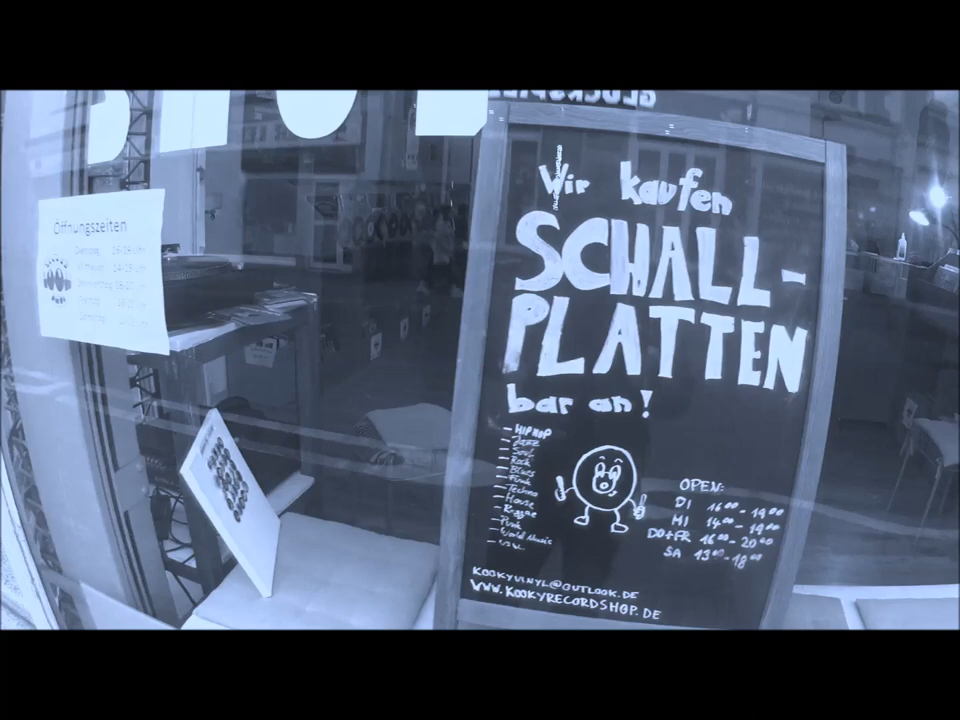 Öffnungszeiten
Wir kaufen
SCHALL-
PLATTEN
bar an!
- HIP HOP
- Jazz
- Soul
- Rock
- Blues
- Funk
- Techno
- House
- Reggae
- Punk
- World Music
- usw.
OPEN:
DI 16⁰⁰ - 19⁰⁰
MI 14⁰⁰ - 19⁰⁰
DO+FR 16⁰⁰ - 20⁰⁰
SA 13⁰⁰ - 18⁰⁰
KOOKYVINYL@OUTLOOK.DE
WWW.KOOKYRECORDSHOP.DE